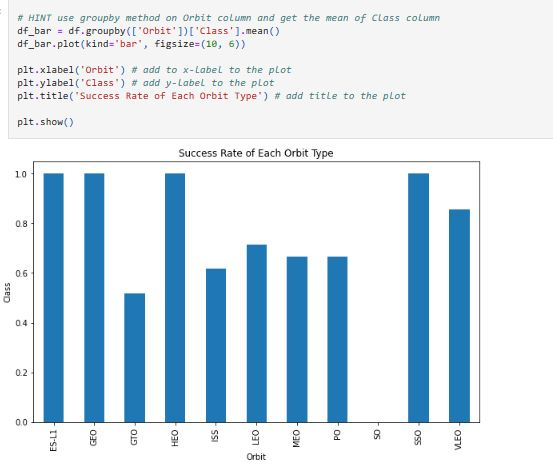 # HINT use groupby method on Orbit column and get the mean of Class column
df_bar = df.groupby(['Orbit'])['Class'].mean()
df_bar.plot(kind='bar', figsize=(10, 6))
plt.xlabel('Orbit') # add to x-label to the plot
plt.ylabel('Class') # add y-label to the plot
plt.title('Success Rate of Each Orbit Type') # add title to the plot
plt.show()
Success Rate of Each Orbit Type
1.0
0.8
0.6
0.4
0.2
0.0
Class
ES-L1
GEO
GTO
HEO
ISS
LEO
MEO
PO
SO
SSO
VLEO
Orbit